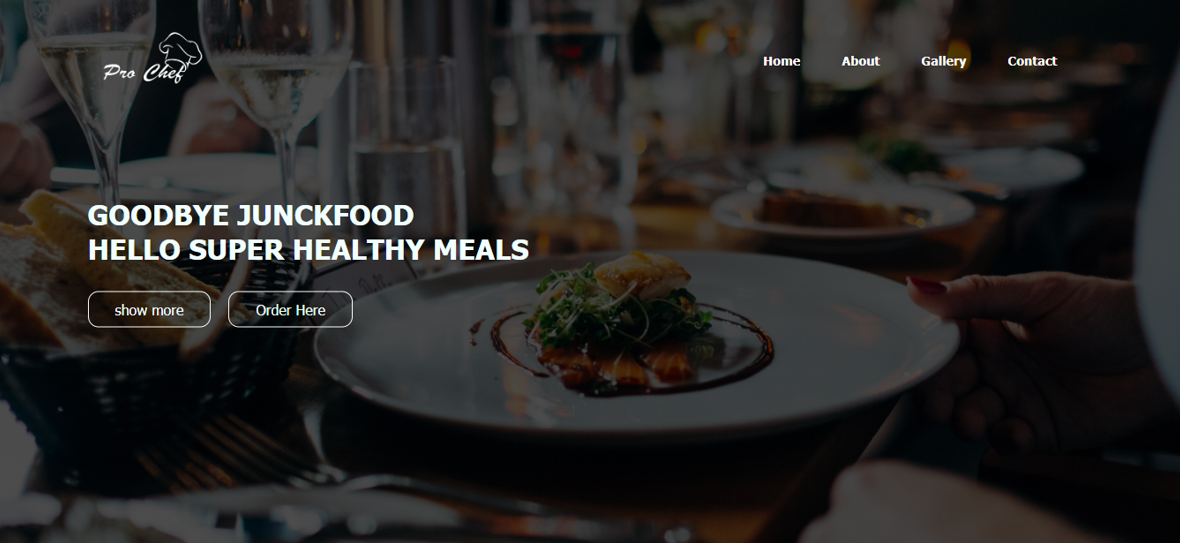 Pro Chef
Home About Gallery Contact
GOODBYE JUNCKFOOD
HELLO SUPER HEALTHY MEALS
show more Order Here